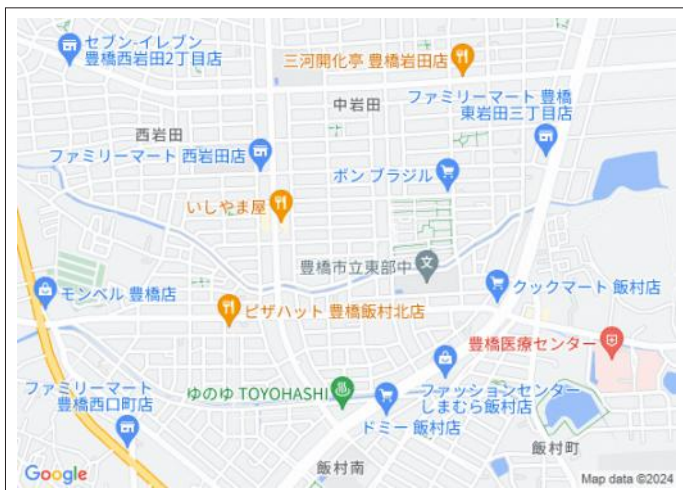 セブン-イレブン
豊橋西岩田2丁目店
三河開化亭 豊橋岩田店
中岩田
ファミリーマート 豊橋
東岩田三丁目店
西岩田
ファミリーマート 西岩田店
ボン ブラジル
いしやま屋
豊橋市立東部中
文
モンベル 豊橋店
クックマート 飯村店
ピザハット 豊橋飯村北店
豊橋医療センター
ファミリーマート
豊橋西口町店
ゆのゆ TOYOHASHI
ファッションセンター
しまむら飯村店
ドミー 飯村店
飯村町
飯村南
Google
Map data ©2024